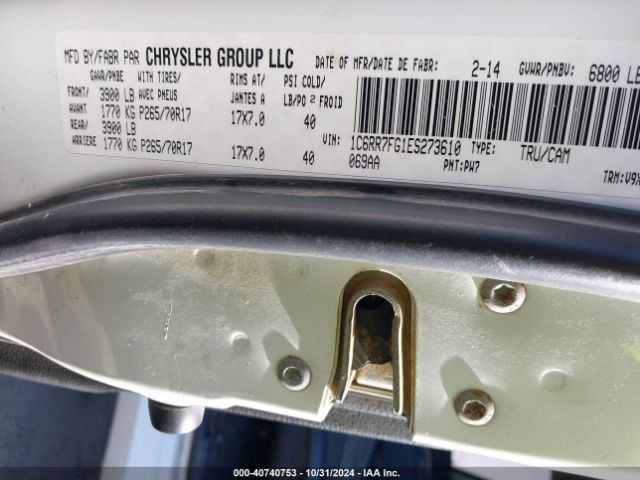 MFD BY/FABR PAR CHRYSLER GROUP LLC DATE OF MFR/DATE DE FABR: 2-14 GVWR/PNBV: 6800 LB
GAWR/PNBE WITH TIRES/ RIMS AT/ PSI COLD/
FRONT/ 3900 LB AVEC PNEUS JANTES A LB/PO 2 FROID
AVANT 1770 KG P265/70R17 17X7.0 40
REAR/ 3900 LB
ARRIERE 1770 KG P265/70R17 17X7.0 40
VIN: 1C6RR7FG1ES273610 TYPE: TRU/CAM
069AA PNT:PW7 TRM:V9X
000-40740753 - 10/31/2024 - IAA Inc.